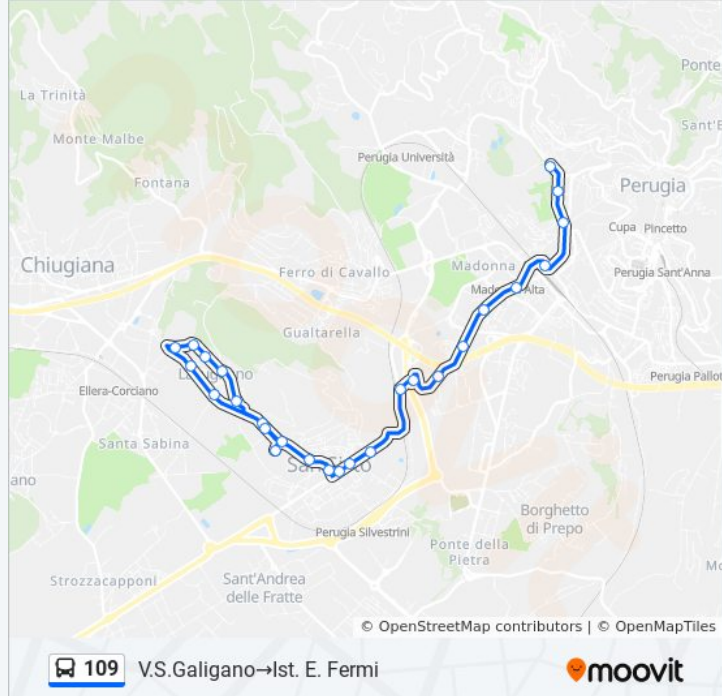 Ponte
La Trinità
Sant'E
Monte Malbe
Perugia Università
Fontana
Perugia
Cupa
Pincetto
Chiugiana
Madonna
Perugia Sant'Anna
Ferro di Cavallo
Alta
Gualtarella
Perugia Pallot
Ellera-Corciano
Santa Sabina
ano
Borghetto
di Prepo
Perugia Silvestrini
Ponte della
Pietra
Mo
Strozzacapponi
Sant'Andrea
delle Fratte
© OpenStreetMap contributors | © OpenMapTiles
109 V.S.Galigano→Ist. E. Fermi
moovit